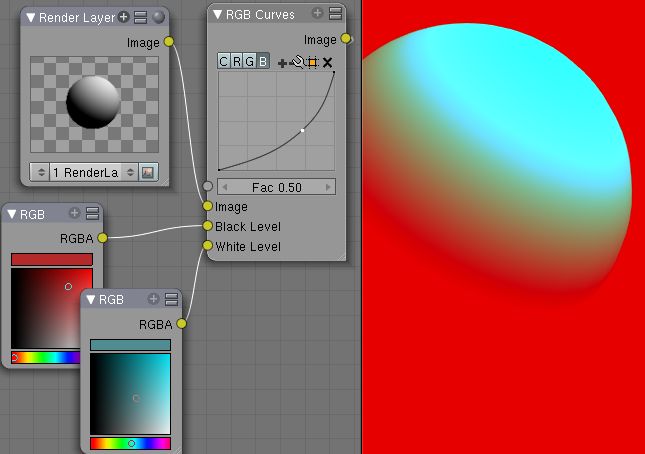 Render Layer
Image
1 RenderLa
RGB Curves
Image
C R G B
Fac 0.50
Image
Black Level
White Level
RGB
RGBA
RGB
RGBA